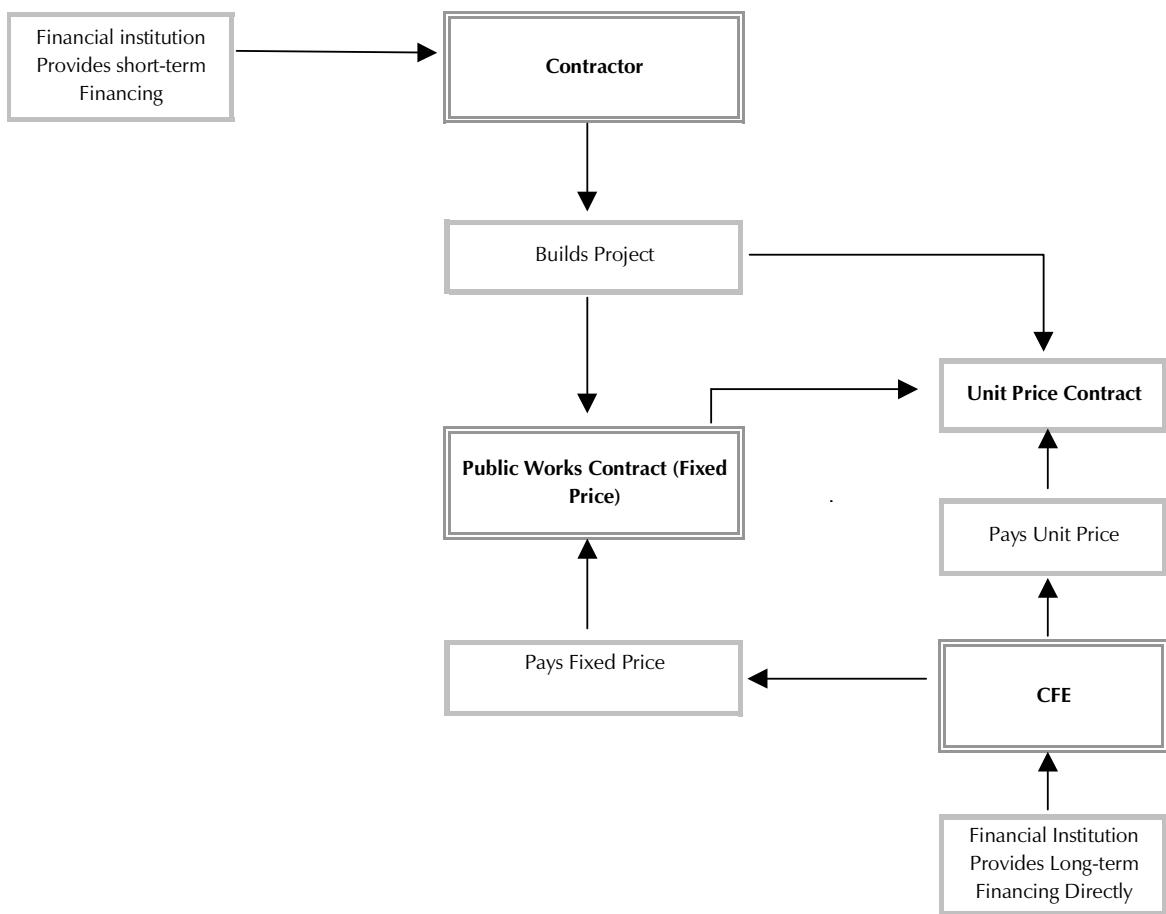 Financial institution
Provides short-term
Financing
Contractor
Builds Project
Unit Price Contract
Public Works Contract (Fixed
Price)
.
Pays Unit Price
Pays Fixed Price
CFE
Financial Institution
Provides Long-term
Financing Directly